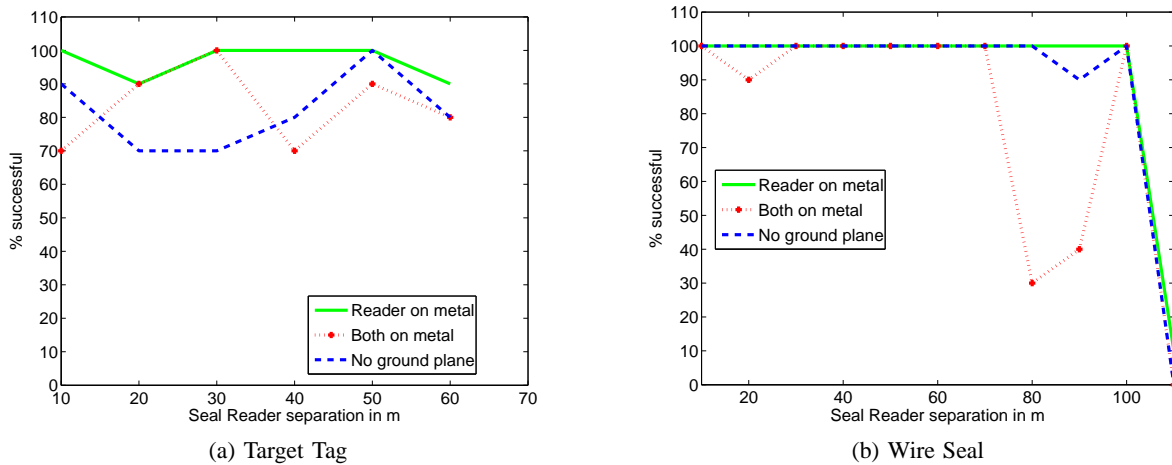 110
100
90
80
70
60
50
40
30
20
10
0
% successful
Reader on metal
Both on metal
No ground plane
10 20 30 40 50 60 70
Seal Reader separation in m
(a) Target Tag
110
100
90
80
70
60
50
40
30
20
10
0
% successful
Reader on metal
Both on metal
No ground plane
20 40 60 80 100
Seal Reader separation in m
(b) Wire Seal